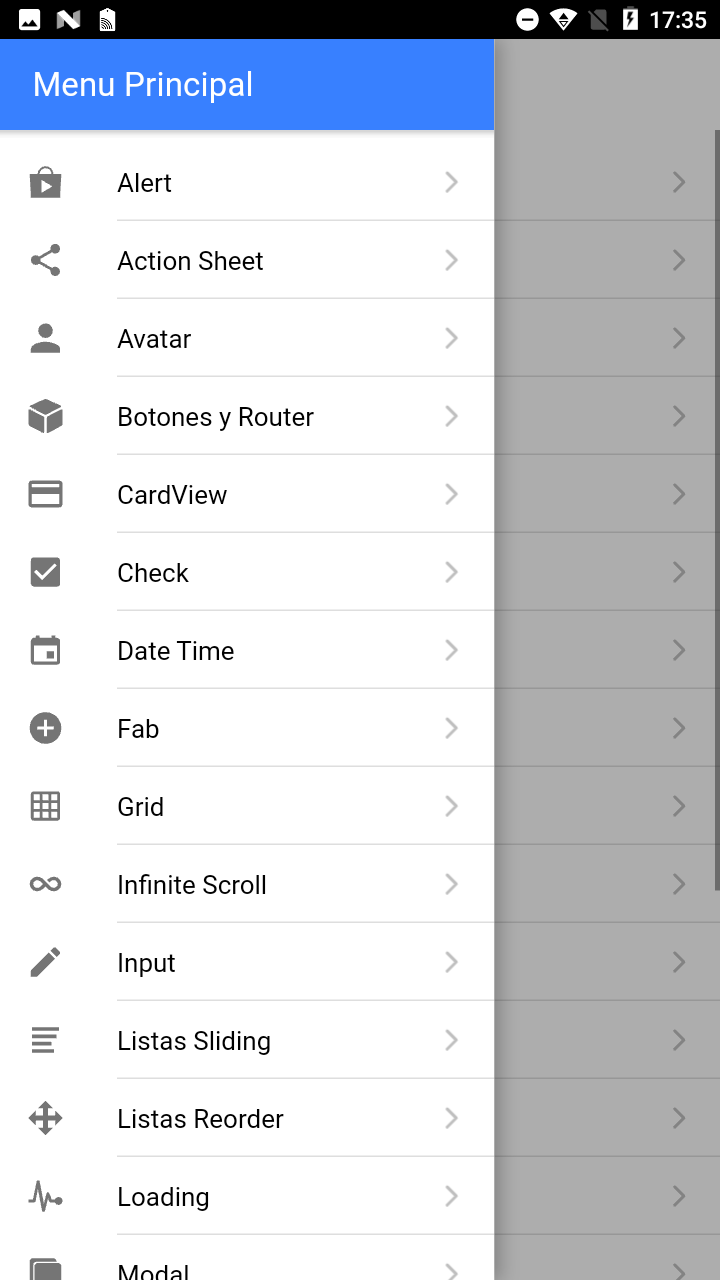 17:35
Menu Principal
Alert
Action Sheet
Avatar
Botones y Router
CardView
Check
Date Time
Fab
Grid
Infinite Scroll
Input
Listas Sliding
Listas Reorder
Loading
Modal